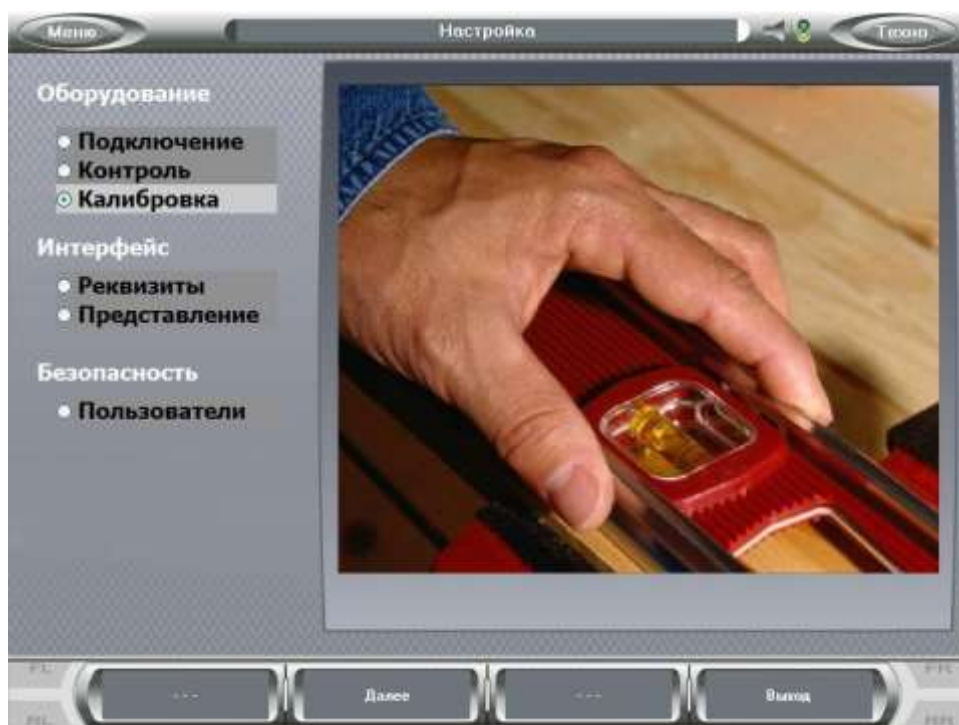 Меню
Настройка
Техно
Оборудование
Подключение
Контроль
Калибровка
Интерфейс
Реквизиты
Представление
Безопасность
Пользователи
- - -
Далее
- - -
Выход